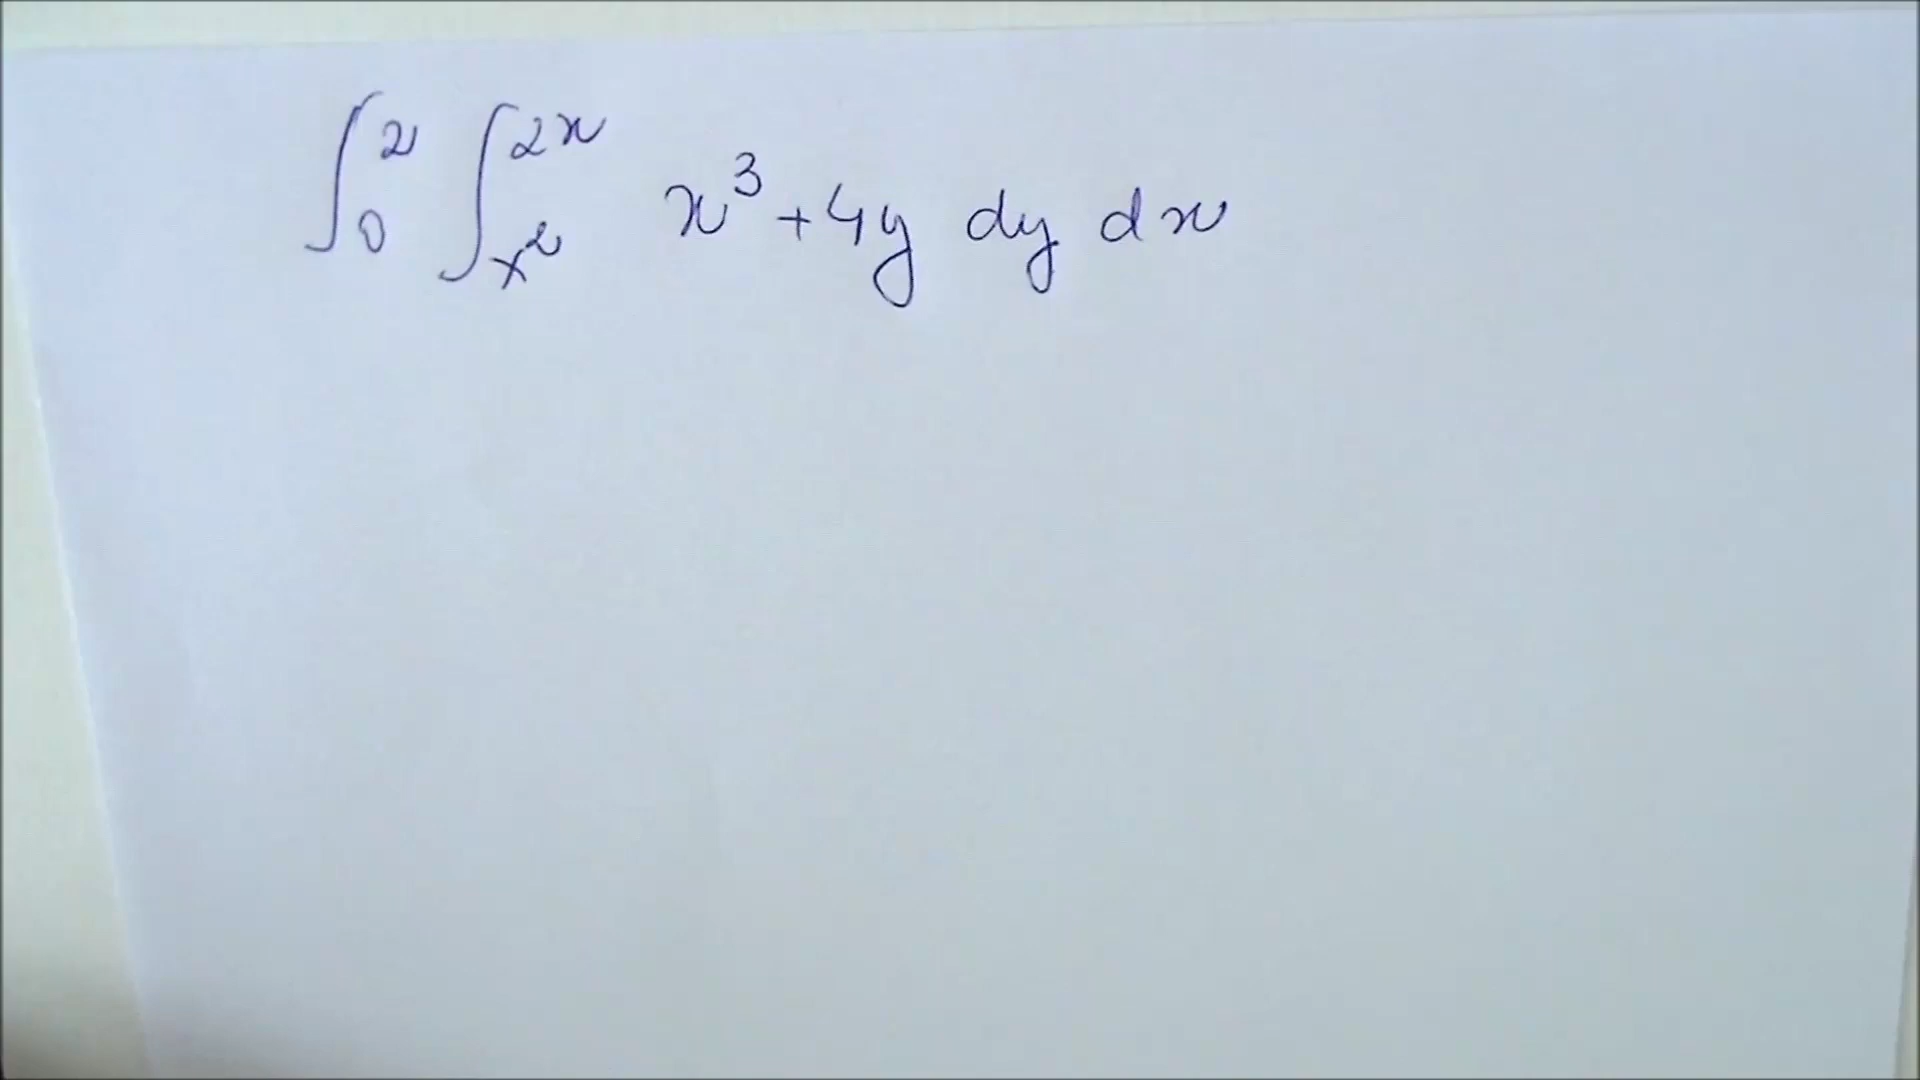 ∫₀² ∫ₓ²^{2x} x³+4y dy dx